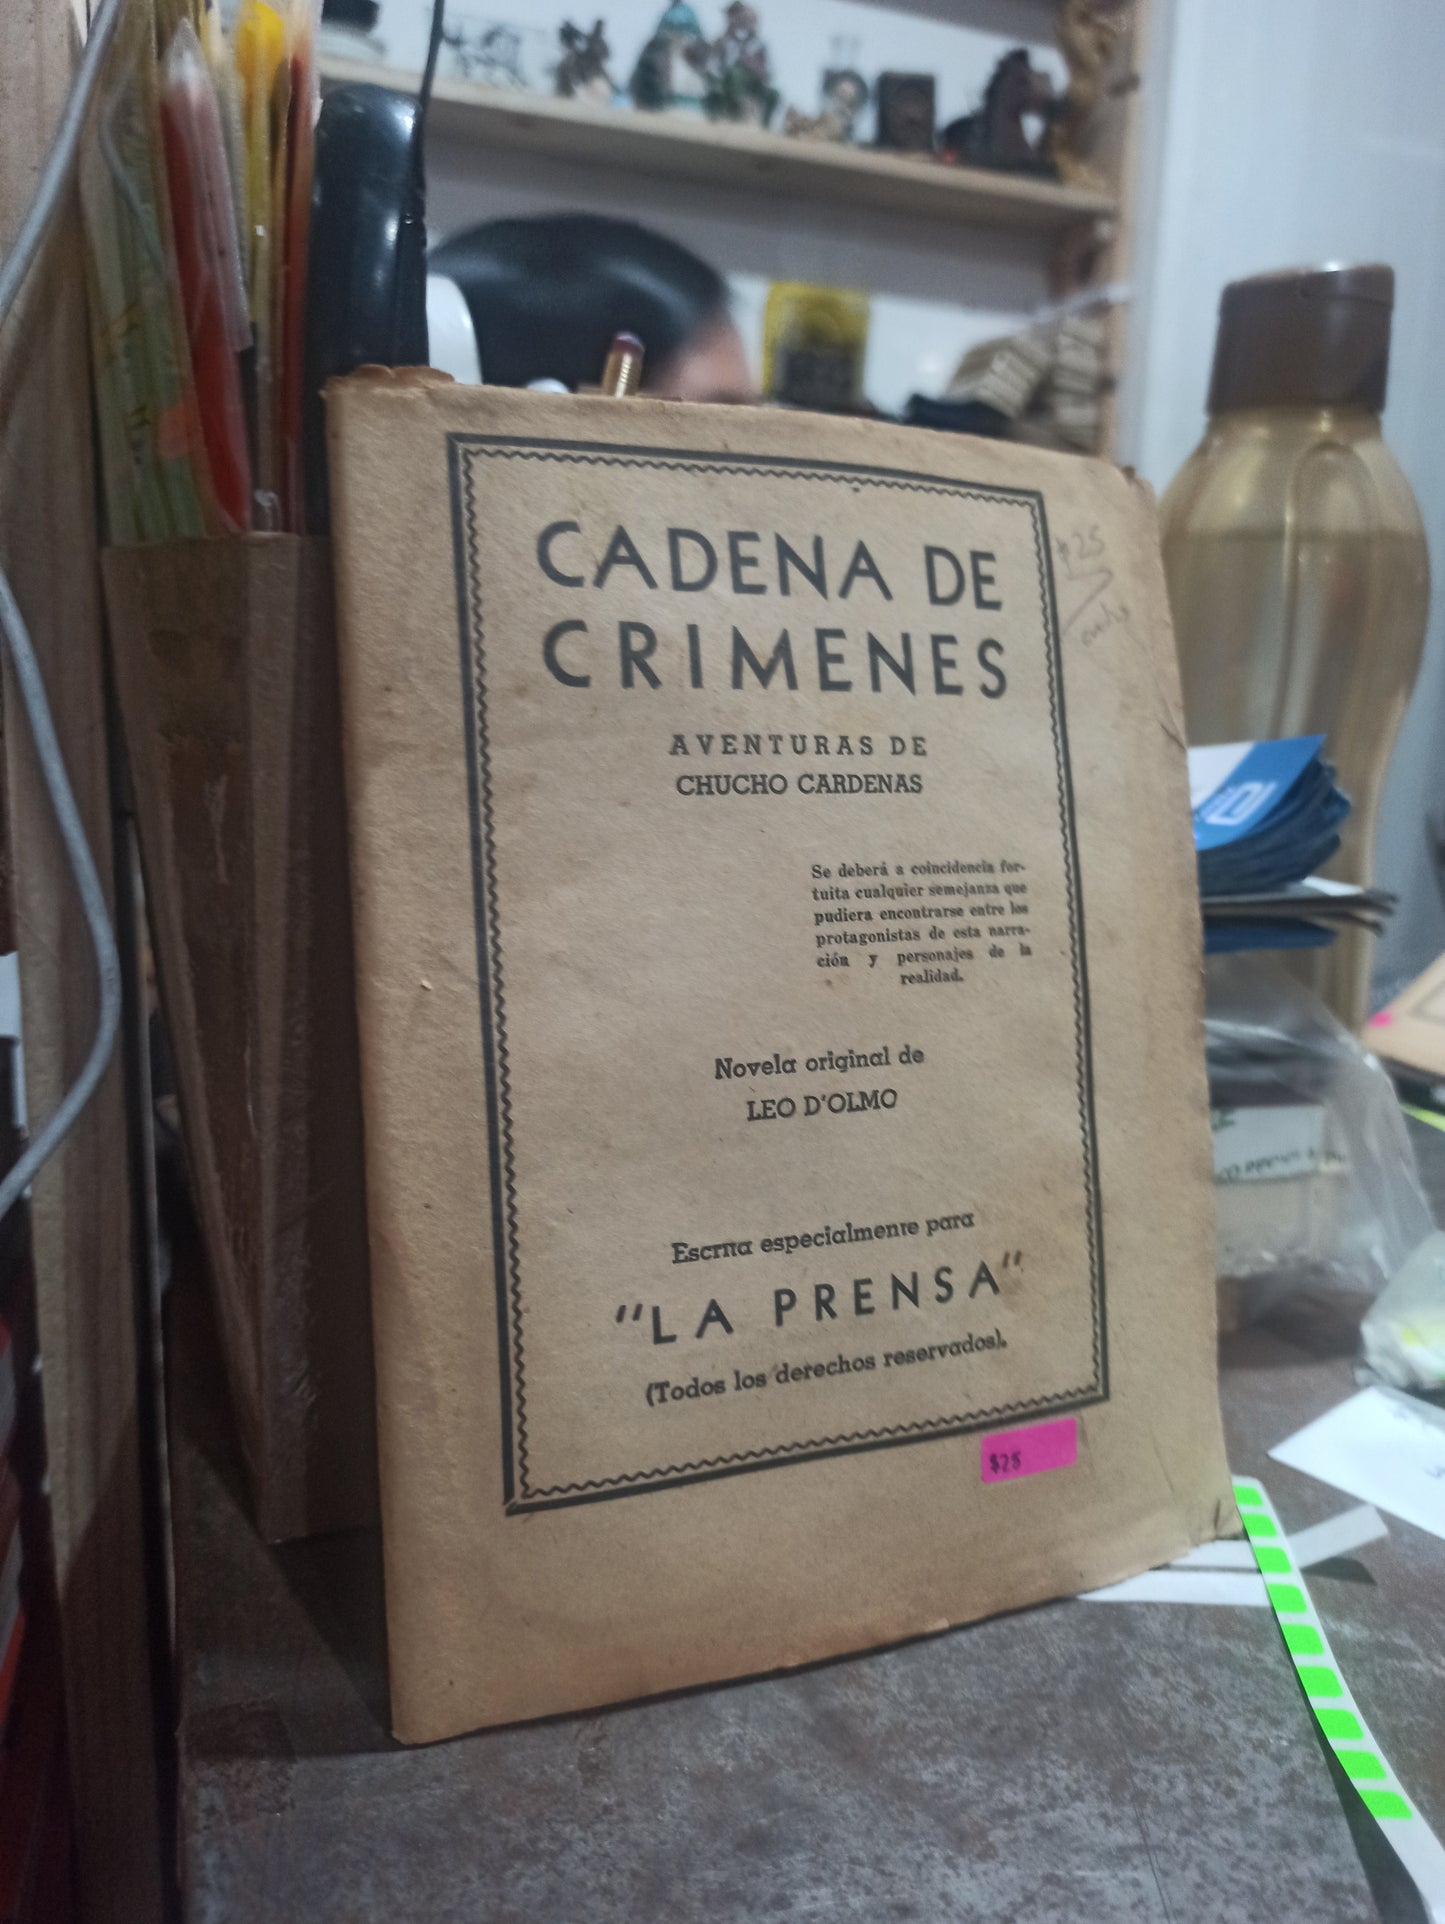 CADENA DE
CRIMENES
AVENTURAS DE
CHUCHO CARDENAS
Se deberá a coincidencia for-
tuita cualquier semejanza que
pudiera encontrarse entre los
protagonistas de esta narra-
ción y personajes de la
realidad.
Novela original de
LEO D'OLMO
Escrita especialmente para
"LA PRENSA"
(Todos los derechos reservados).
$25
$25